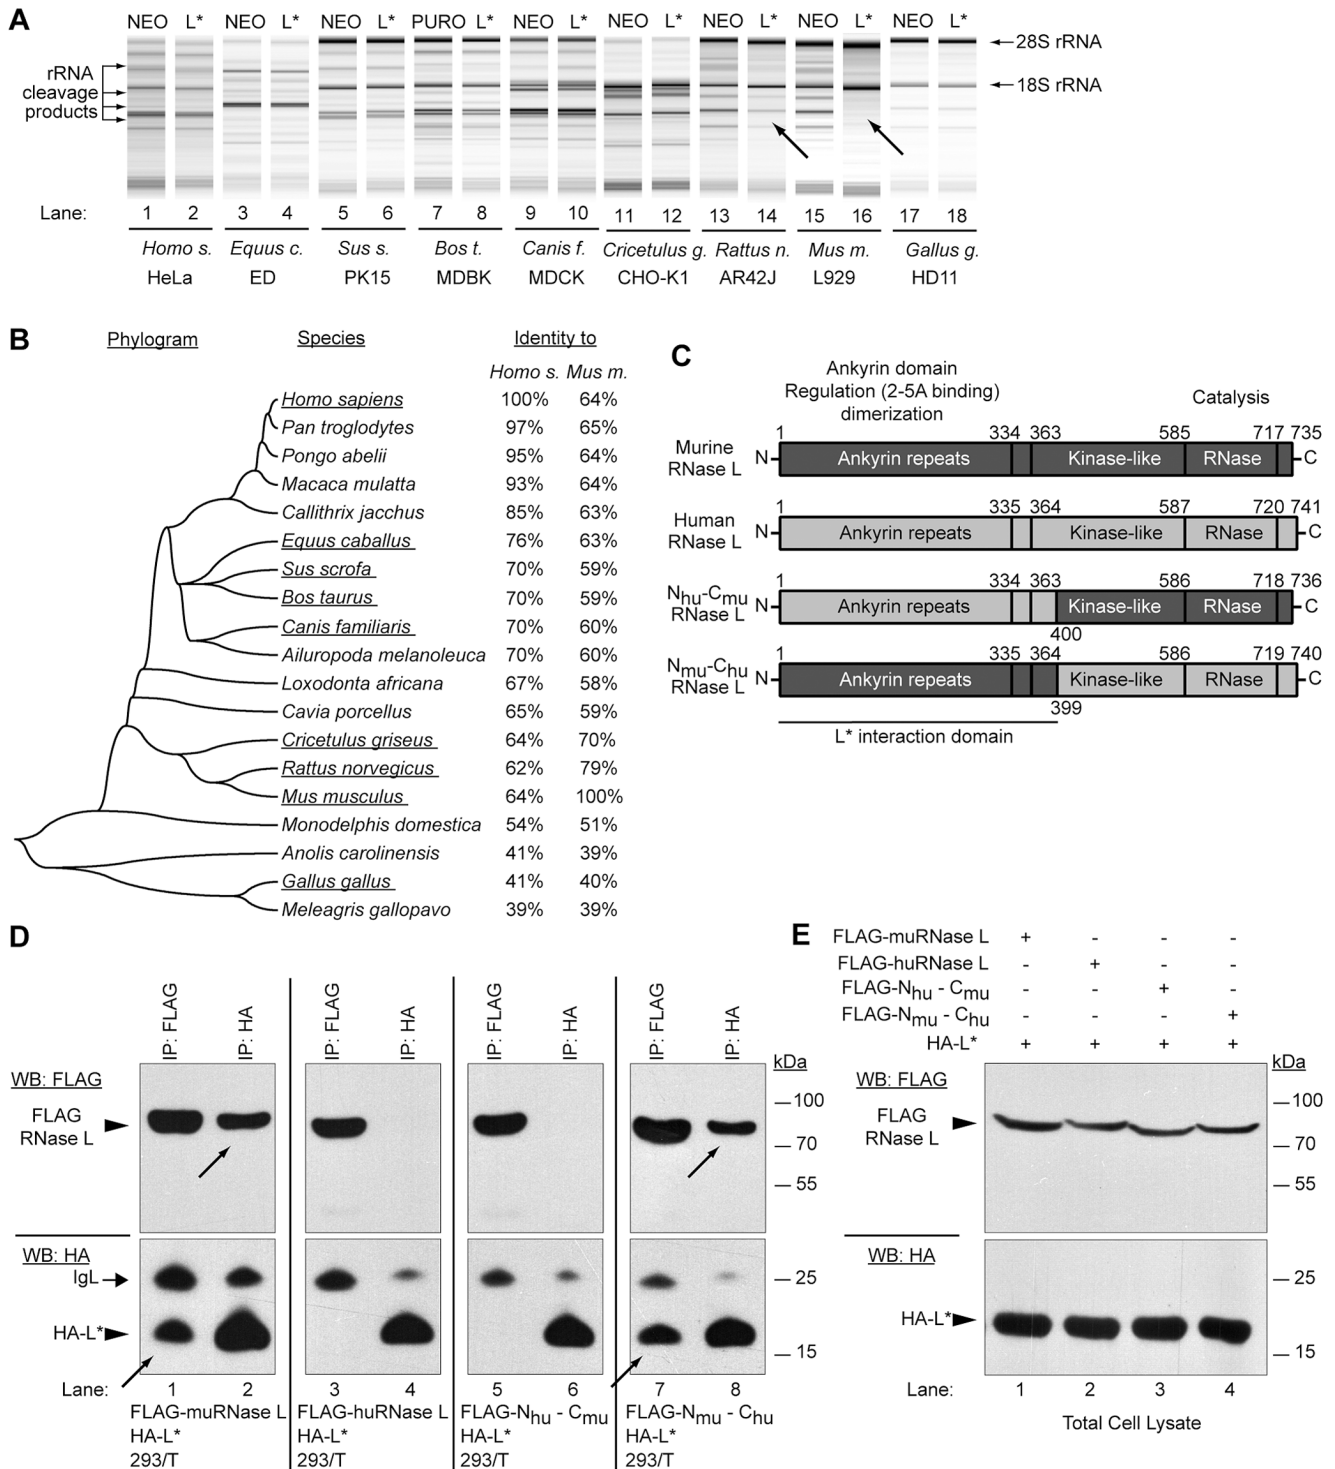 A
NEO L* NEO L* NEO L* PURO L* NEO L* NEO L* NEO L* NEO L* NEO L*
rRNA
cleavage
products
28S rRNA
18S rRNA
Lane: 1 2 3 4 5 6 7 8 9 10 11 12 13 14 15 16 17 18
Homo s. Equus c. Sus s. Bos t. Canis f. Cricetulus g. Rattus n. Mus m. Gallus g.
HeLa ED PK15 MDBK MDCK CHO-K1 AR42J L929 HD11
B
Phylogram Species Identity to
Homo s. Mus m.
Homo sapiens 100% 64%
Pan troglodytes 97% 65%
Pongo abelii 95% 64%
Macaca mulatta 93% 64%
Callithrix jacchus 85% 63%
Equus caballus 76% 63%
Sus scrofa 70% 59%
Bos taurus 70% 59%
Canis familiaris 70% 60%
Ailuropoda melanoleuca 70% 60%
Loxodonta africana 67% 58%
Cavia porcellus 65% 59%
Cricetulus griseus 64% 70%
Rattus norvegicus 62% 79%
Mus musculus 64% 100%
Monodelphis domestica 54% 51%
Anolis carolinensis 41% 39%
Gallus gallus 41% 40%
Meleagris gallopavo 39% 39%
C
Ankyrin domain
Regulation (2-5A binding)
dimerization
Catalysis
1 334 363 585 717 735
Murine
RNase L
N Ankyrin repeats Kinase-like RNase C
1 335 364 587 720 741
Human
RNase L
N Ankyrin repeats Kinase-like RNase C
1 334 363 586 718 736
Nhu-Cmu
RNase L
N Ankyrin repeats Kinase-like RNase C
400
1 335 364 586 719 740
Nmu-Chu
RNase L
N Ankyrin repeats Kinase-like RNase C
399
L* interaction domain
D
IP: FLAG IP: HA IP: FLAG IP: HA IP: FLAG IP: HA IP: FLAG IP: HA
kDa
WB: FLAG
FLAG
RNase L
100
70
55
WB: HA
IgL
25
HA-L*
15
Lane: 1 2 3 4 5 6 7 8
FLAG-muRNase L FLAG-huRNase L FLAG-Nhu - Cmu FLAG-Nmu - Chu
HA-L* HA-L* HA-L* HA-L*
293/T 293/T 293/T 293/T
E
FLAG-muRNase L + - - -
FLAG-huRNase L - + - -
FLAG-Nhu - Cmu - - + -
FLAG-Nmu - Chu - - - +
HA-L* + + + +
kDa
WB: FLAG
FLAG
RNase L
100
70
55
WB: HA
25
HA-L*
15
Lane: 1 2 3 4
Total Cell Lysate